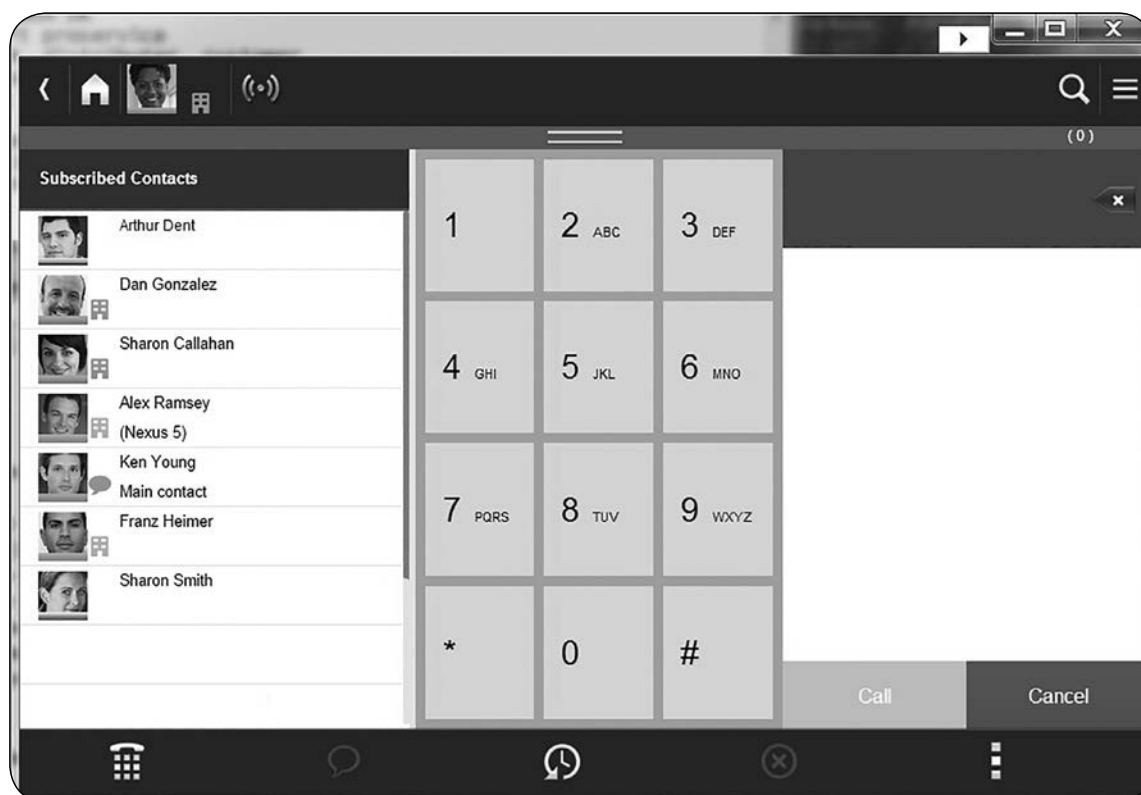 (0)
Subscribed Contacts
Arthur Dent
Dan Gonzalez
Sharon Callahan
Alex Ramsey
(Nexus 5)
Ken Young
Main contact
Franz Heimer
Sharon Smith
1
2 ABC
3 DEF
4 GHI
5 JKL
6 MNO
7 PQRS
8 TUV
9 WXYZ
*
0
#
Call
Cancel